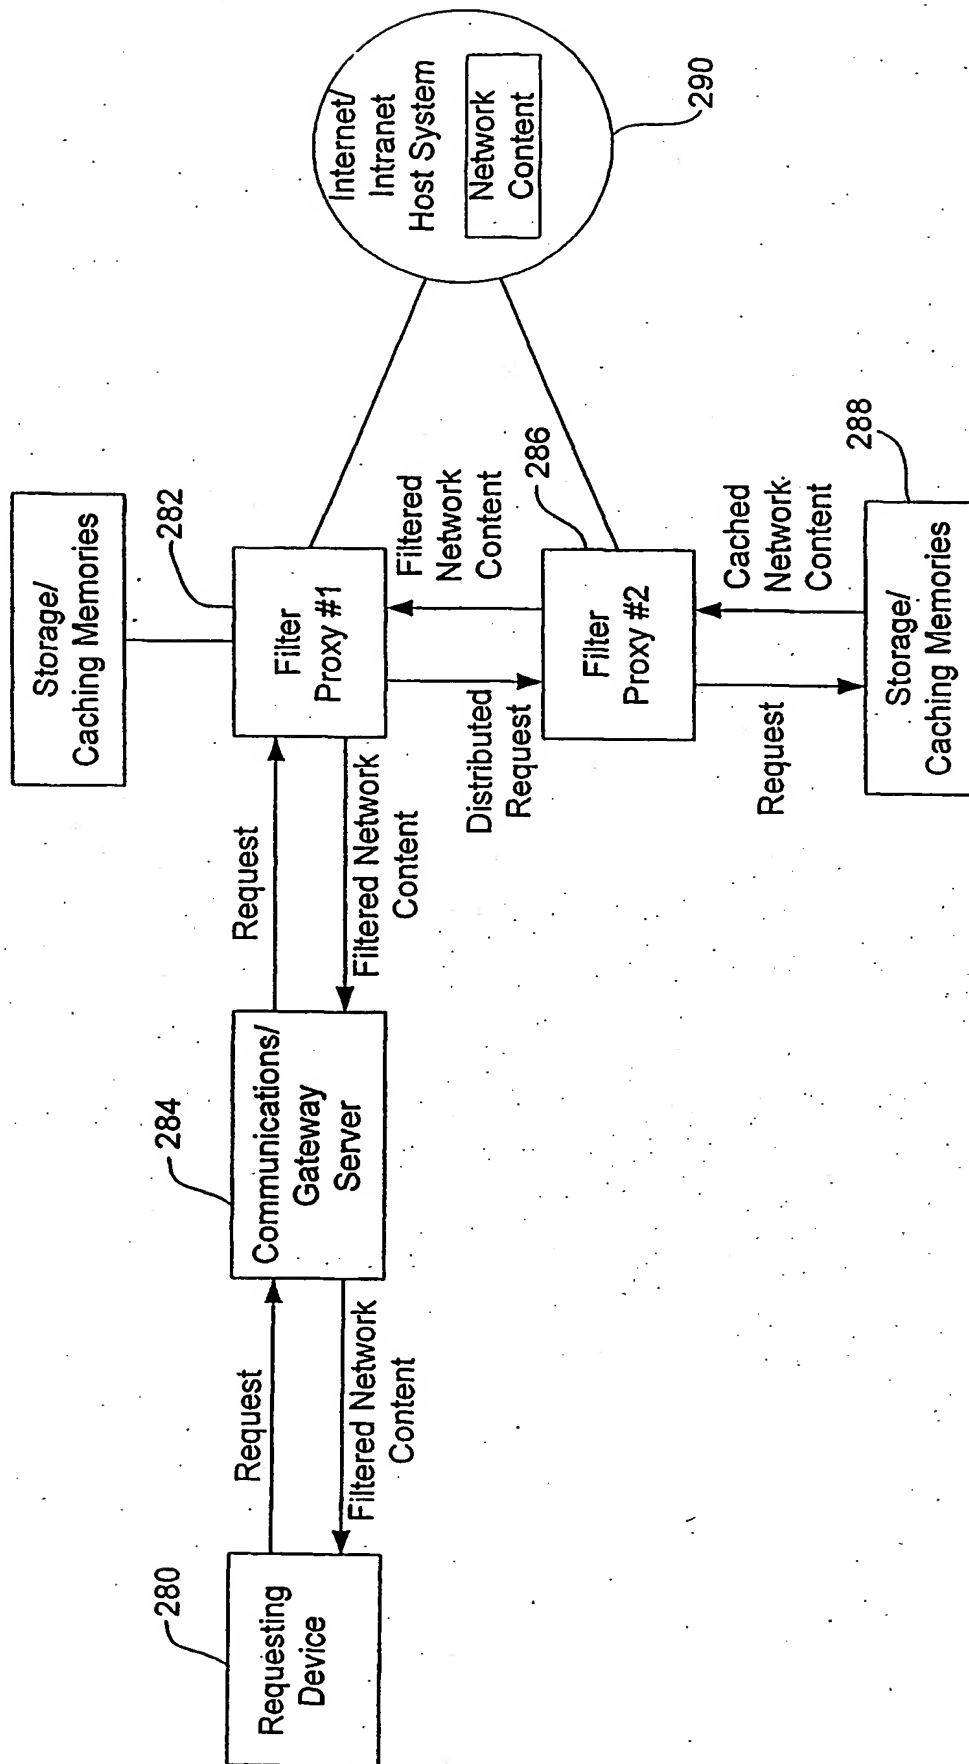 280
Requesting
Device
Request
Filtered Network
Content
284
Communications/
Gateway
Server
Request
Filtered Network
Content
Storage/
Caching Memories
282
Filter
Proxy #1
Distributed
Request
Filtered
Network
Content
286
Filter
Proxy #2
Request
Cached
Network
Content
288
Storage/
Caching Memories
Internet/
Intranet
Host System
Network
Content
290